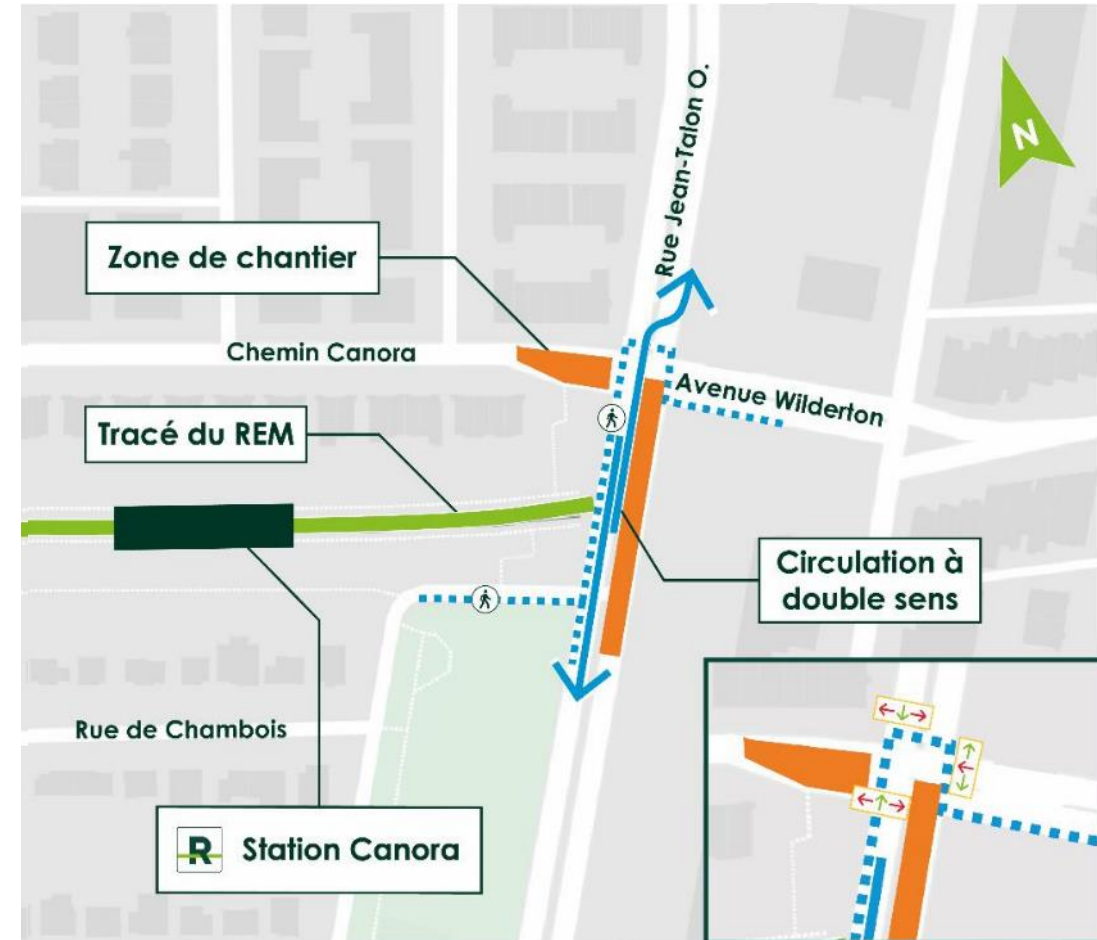 Rue Jean-Talon O.
N
Zone de chantier
Chemin Canora
Avenue Wilderton
Tracé du REM
Circulation à
double sens
Rue de Chambois
R Station Canora